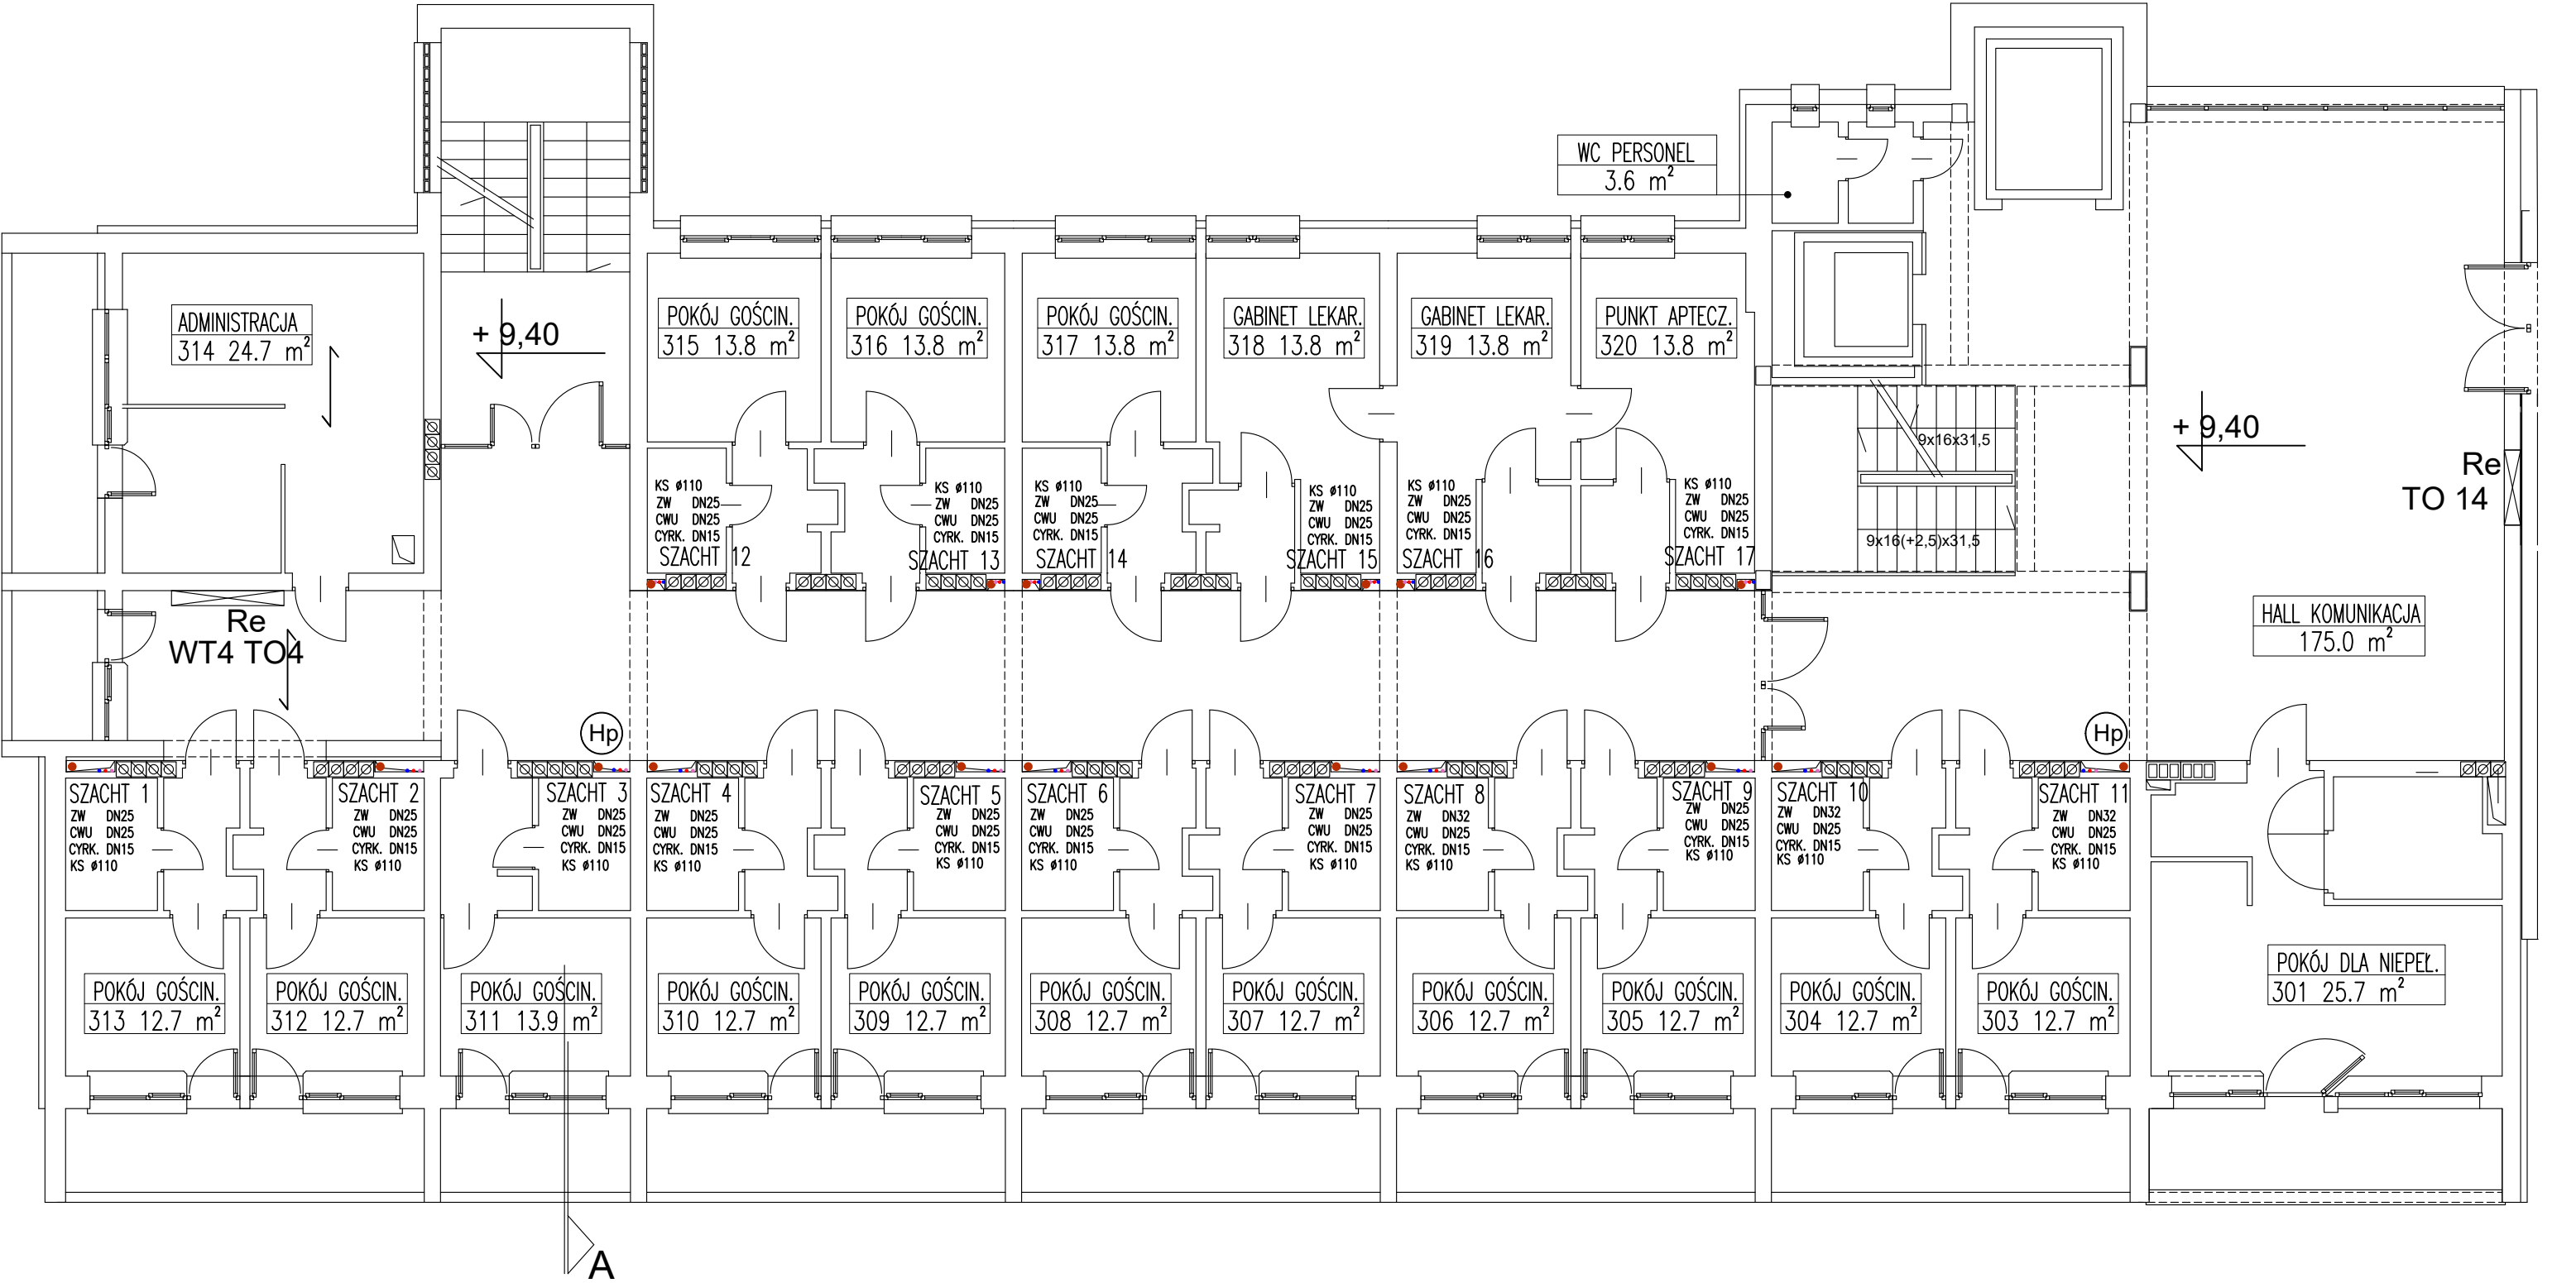 WC PERSONEL
3.6 m²
ADMINISTRACJA
314 24.7 m²
+ 9,40
POKÓJ GOŚCIN.
315 13.8 m²
POKÓJ GOŚCIN.
316 13.8 m²
POKÓJ GOŚCIN.
317 13.8 m²
GABINET LEKAR.
318 13.8 m²
GABINET LEKAR.
319 13.8 m²
PUNKT APTECZ.
320 13.8 m²
9x16x31,5
9x16(+2,5)x31,5
+ 9,40
Re
TO 14
KS ø110
ZW DN25
CWU DN25
CYRK. DN15
SZACHT 12
KS ø110
ZW DN25
CWU DN25
CYRK. DN15
SZACHT 13
KS ø110
ZW DN25
CWU DN25
CYRK. DN15
SZACHT 14
KS ø110
ZW DN25
CWU DN25
CYRK. DN15
SZACHT 15
KS ø110
ZW DN25
CWU DN25
CYRK. DN15
SZACHT 16
KS ø110
ZW DN25
CWU DN25
CYRK. DN15
SZACHT 17
Re
WT4 TO4
HALL KOMUNIKACJA
175.0 m²
Hp
Hp
SZACHT 1
ZW DN25
CWU DN25
CYRK. DN15
KS ø110
SZACHT 2
ZW DN25
CWU DN25
CYRK. DN15
KS ø110
SZACHT 3
ZW DN25
CWU DN25
CYRK. DN15
KS ø110
SZACHT 4
ZW DN25
CWU DN25
CYRK. DN15
KS ø110
SZACHT 5
ZW DN25
CWU DN25
CYRK. DN15
KS ø110
SZACHT 6
ZW DN25
CWU DN25
CYRK. DN15
KS ø110
SZACHT 7
ZW DN25
CWU DN25
CYRK. DN15
KS ø110
SZACHT 8
ZW DN32
CWU DN25
CYRK. DN15
KS ø110
SZACHT 9
ZW DN25
CWU DN25
CYRK. DN15
KS ø110
SZACHT 10
ZW DN32
CWU DN25
CYRK. DN15
KS ø110
SZACHT 11
ZW DN32
CWU DN25
CYRK. DN15
KS ø110
POKÓJ GOŚCIN.
313 12.7 m²
POKÓJ GOŚCIN.
312 12.7 m²
POKÓJ GOŚCIN.
311 13.9 m²
POKÓJ GOŚCIN.
310 12.7 m²
POKÓJ GOŚCIN.
309 12.7 m²
POKÓJ GOŚCIN.
308 12.7 m²
POKÓJ GOŚCIN.
307 12.7 m²
POKÓJ GOŚCIN.
306 12.7 m²
POKÓJ GOŚCIN.
305 12.7 m²
POKÓJ GOŚCIN.
304 12.7 m²
POKÓJ GOŚCIN.
303 12.7 m²
POKÓJ DLA NIEPEŁ.
301 25.7 m²
A